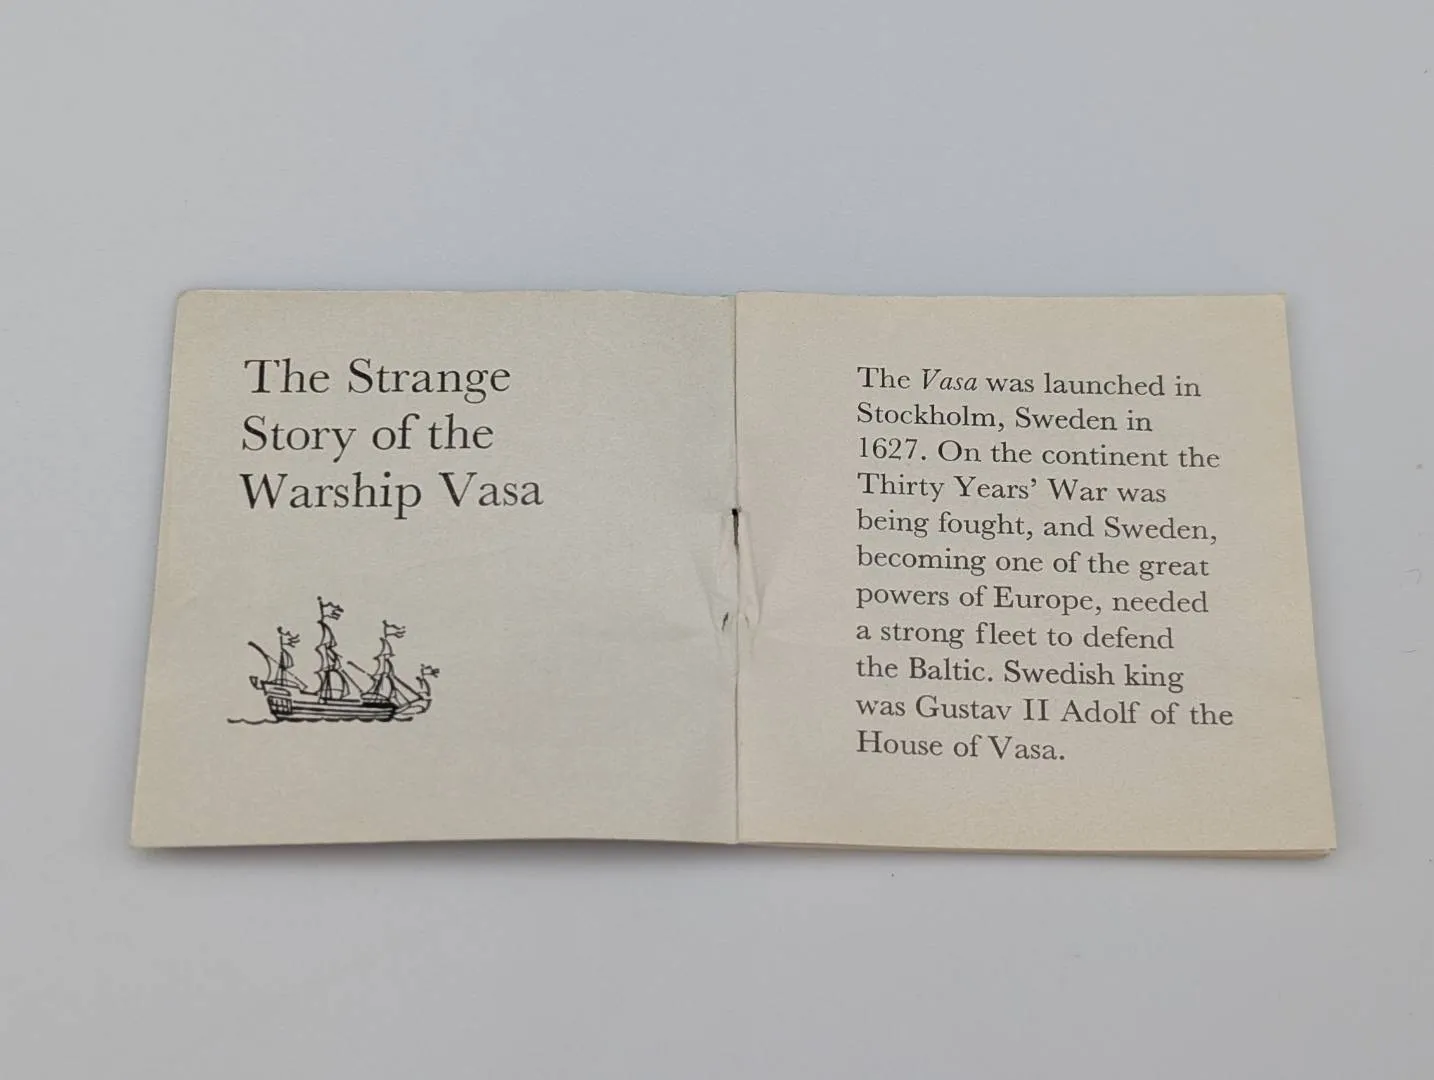 The Strange
Story of the
Warship Vasa
The Vasa was launched in
Stockholm, Sweden in
1627. On the continent the
Thirty Years’ War was
being fought, and Sweden,
becoming one of the great
powers of Europe, needed
a strong fleet to defend
the Baltic. Swedish king
was Gustav II Adolf of the
House of Vasa.